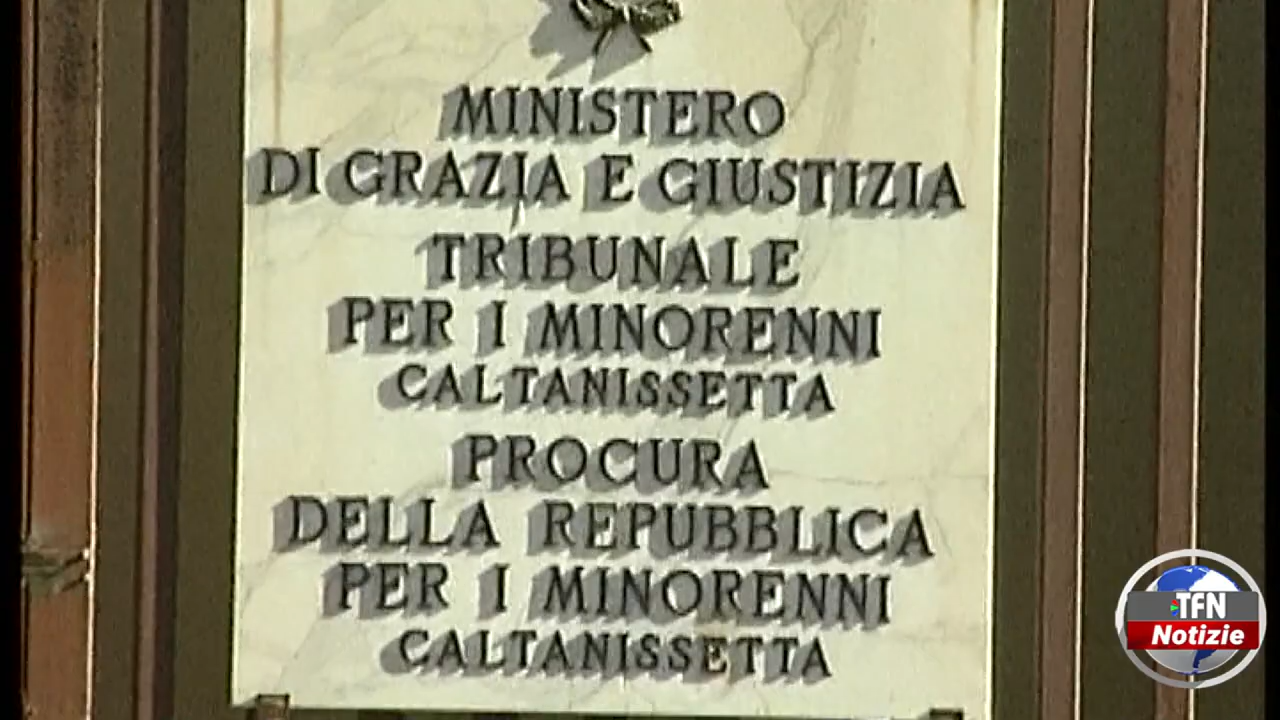 MINISTERO
DI GRAZIA E GIUSTIZIA
TRIBUNALE
PER I MINORENNI
CALTANISSETTA
PROCURA
DELLA REPUBBLICA
PER I MINORENNI
CALTANISSETTA
TFN
Notizie